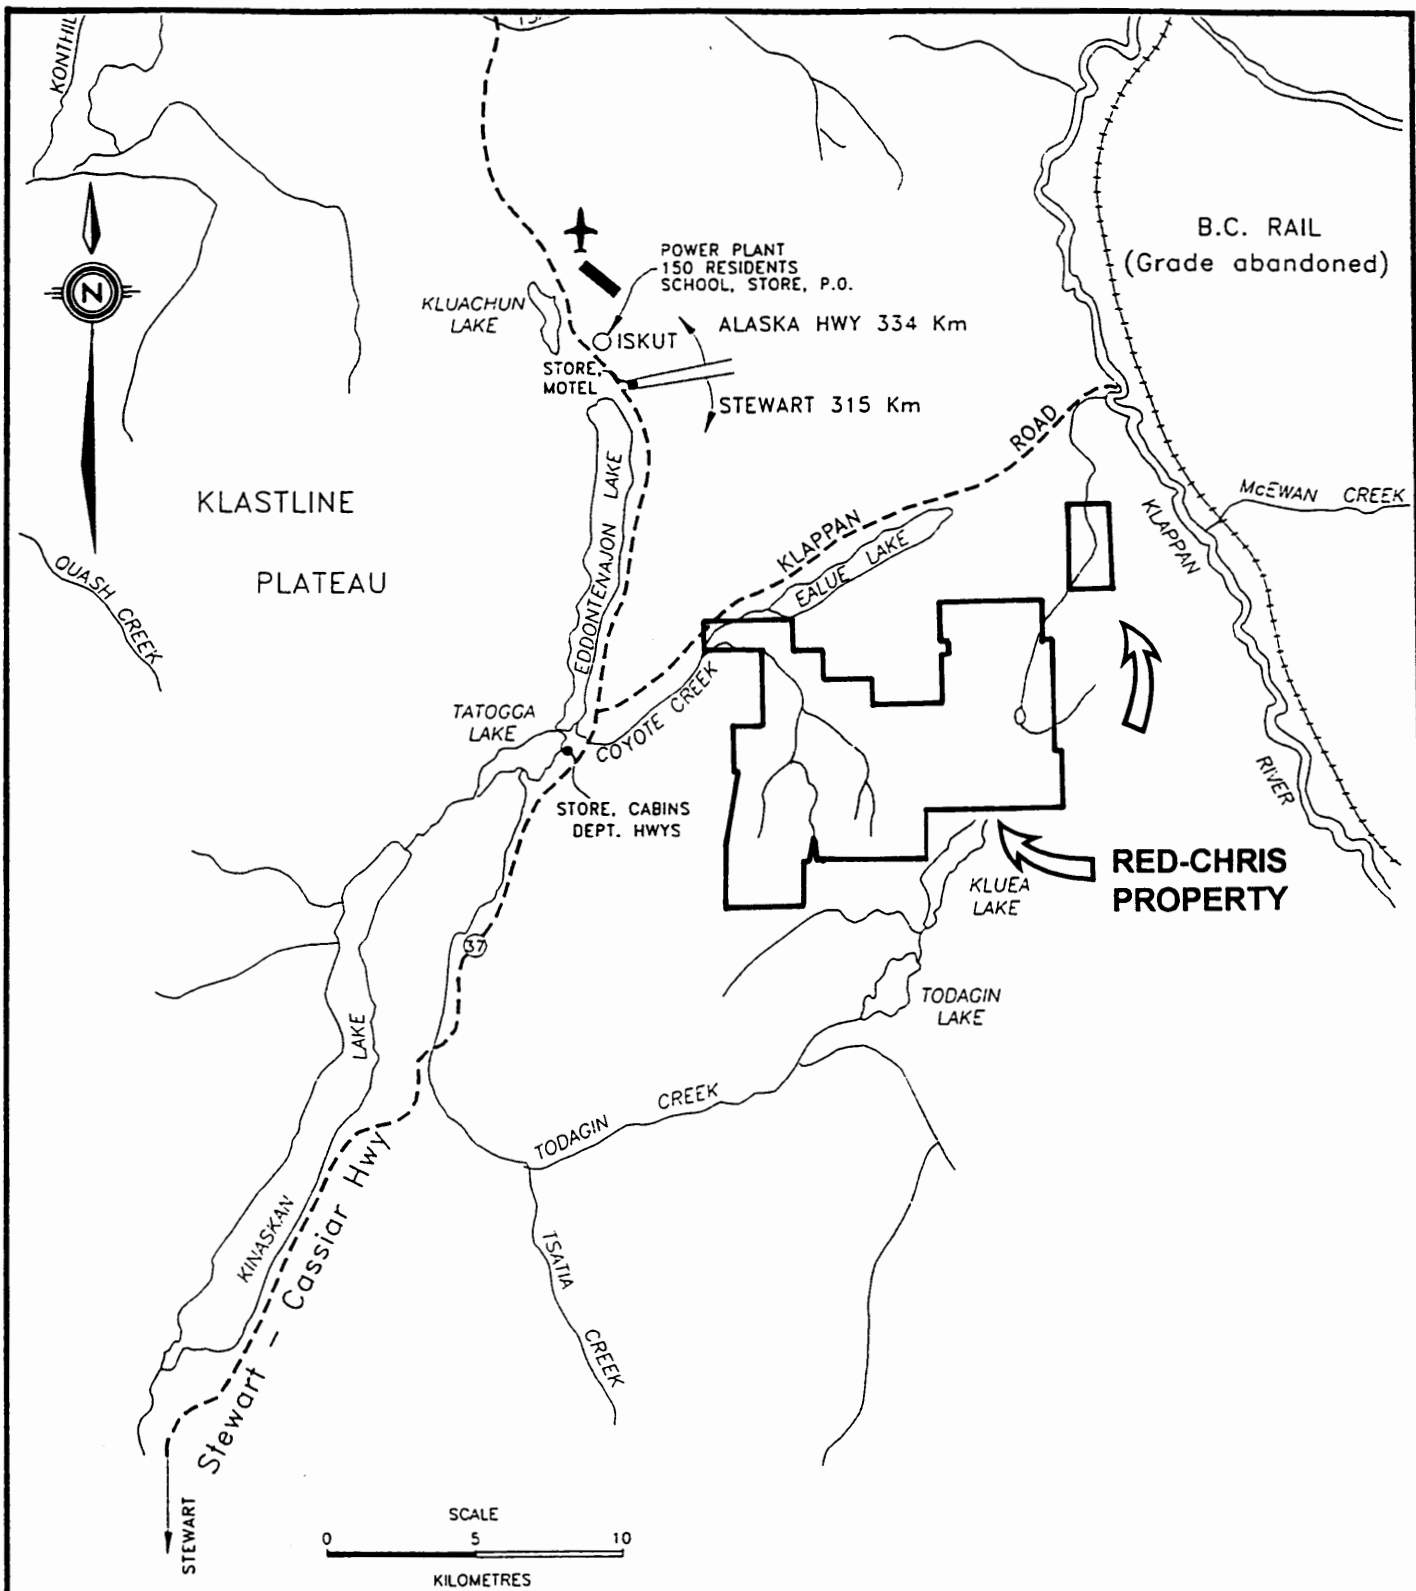 KONTHIL
N
POWER PLANT
150 RESIDENTS
SCHOOL, STORE, P.O.
B.C. RAIL
(Grade abandoned)
KLUACHUN
LAKE
ISKUT
ALASKA HWY 334 Km
STORE,
MOTEL
STEWART 315 Km
KLAPPAN ROAD
EDDONTENAJON LAKE
KLASTLINE
PLATEAU
McEWAN CREEK
KLAPPAN RIVER
EALUE LAKE
QUASH CREEK
TATOGGA
LAKE
COYOTE CREEK
STORE, CABINS
DEPT. HWYS
RED-CHRIS
PROPERTY
KLUEA
LAKE
37
TODAGIN
LAKE
KINASKAN LAKE
TODAGIN CREEK
Stewart - Cassiar Hwy
TSATIA CREEK
STEWART
SCALE
0 5 10
KILOMETRES